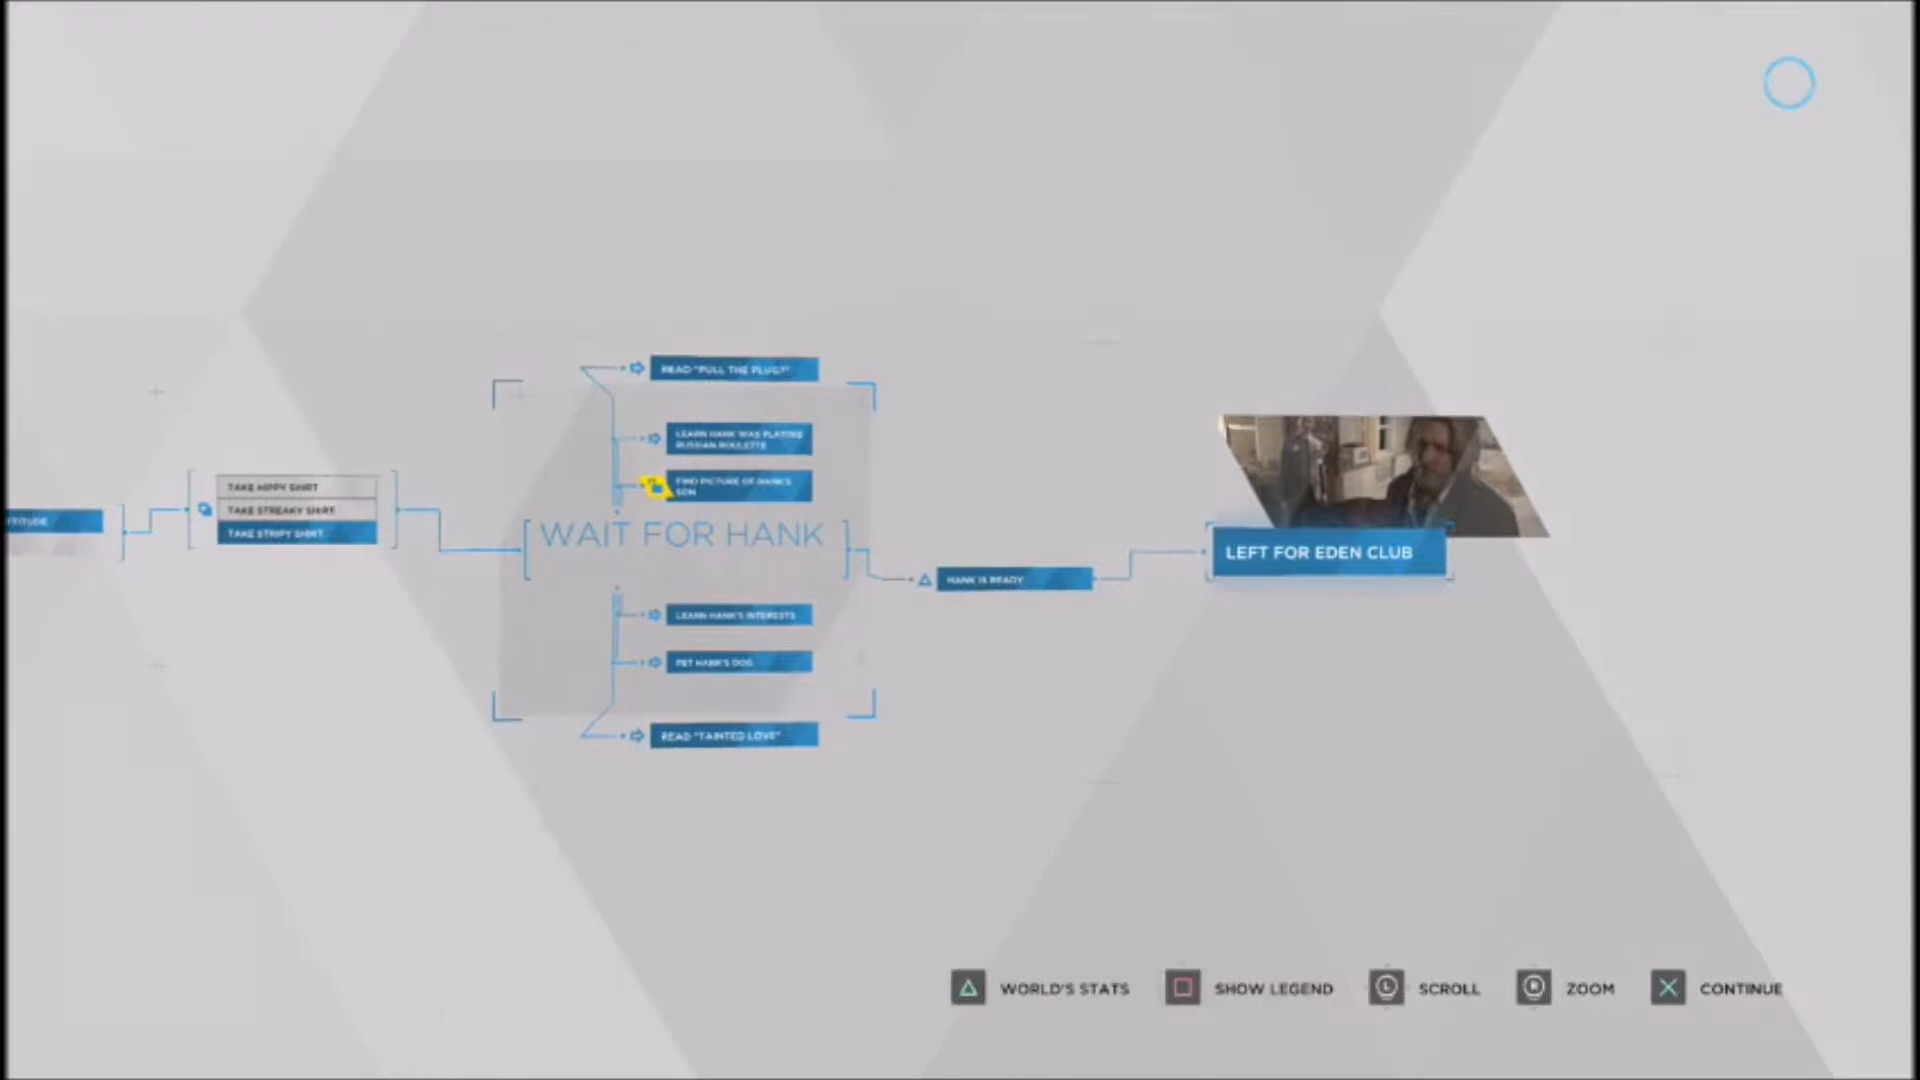 READ "PULL THE PLUG?"
LEARN HANK WAS PLAYING
RUSSIAN ROULETTE
FIND PICTURE OF HANK'S
SON
TITUDE
TAKE HIPPY SHIRT
TAKE STREAKY SHIRT
TAKE STRIPY SHIRT
WAIT FOR HANK
HANK IS READY
LEFT FOR EDEN CLUB
LEARN HANK'S INTERESTS
PET HANK'S DOG
READ "TAINTED LOVE"
WORLD'S STATS
SHOW LEGEND
L
SCROLL
R
ZOOM
CONTINUE